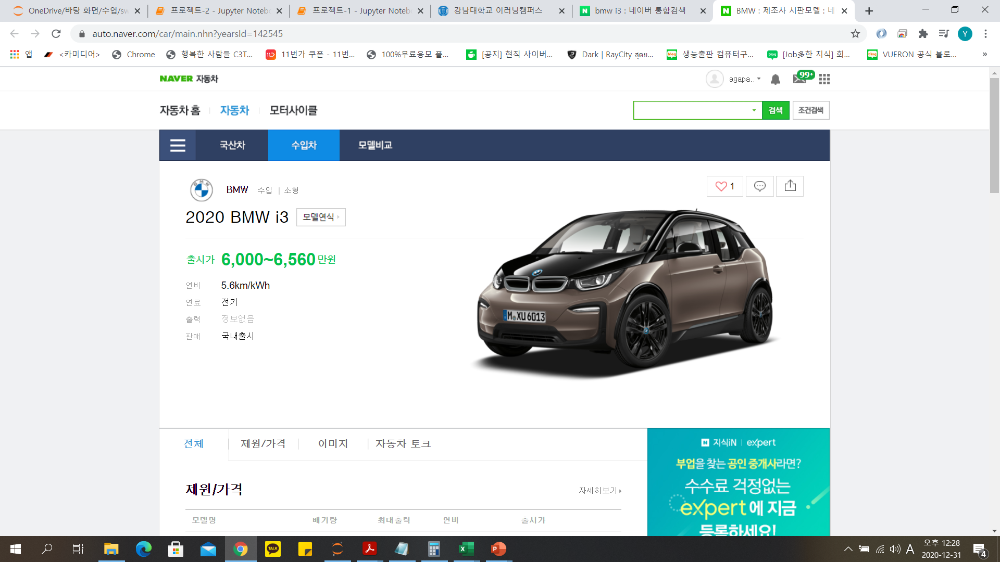 OneDrive/바탕 화면/수업/sw
프로젝트-2 - Jupyter Notebo
프로젝트-1 - Jupyter Notebo
강남대학교 이러닝캠퍼스
bmw i3 : 네이버 통합검색
BMW : 제조사 시판모델 : 네
auto.naver.com/car/main.nhn?yearsId=142545
Y
앱
<카미디어>
Chrome
행복한 사람들 C3T...
11번가 쿠폰 - 11번...
100%무료응모 플...
[공지] 현직 사이버...
Dark | RayCity สุดย...
생능출판 컴퓨터구...
[Job多한 지식] 회...
VUERON 공식 블로...
»
NAVER 자동차
agapa..
99+
자동차 홈
자동차
모터사이클
검색
조건검색
국산차
수입차
모델비교
BMW 수입 | 소형
1
2020 BMW i3 모델연식
출시가 6,000~6,560 만원
연비 5.6km/kWh
연료 전기
출력 정보없음
판매 국내출시
M XU 6013
전체
제원/가격
이미지
자동차 토크
제원/가격
자세히보기
모델명 배기량 최대출력 연비 출시가
N 지식iN | expert
부업을 찾는 공인 중개사라면?
수수료 걱정없는
expert에 지금
등록하세요!
TALK
A
오후 12:28
2020-12-31
4